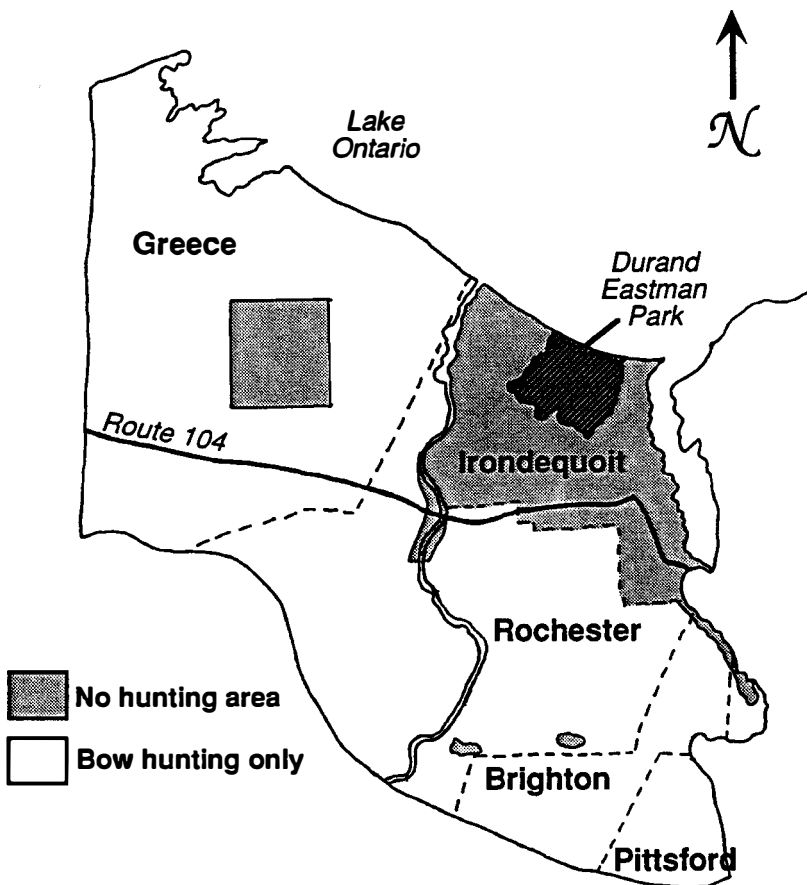 N
Lake
Ontario
Greece
Durand
Eastman
Park
Route 104
Irondequoit
Rochester
No hunting area
Bow hunting only
Brighton
Pittsford